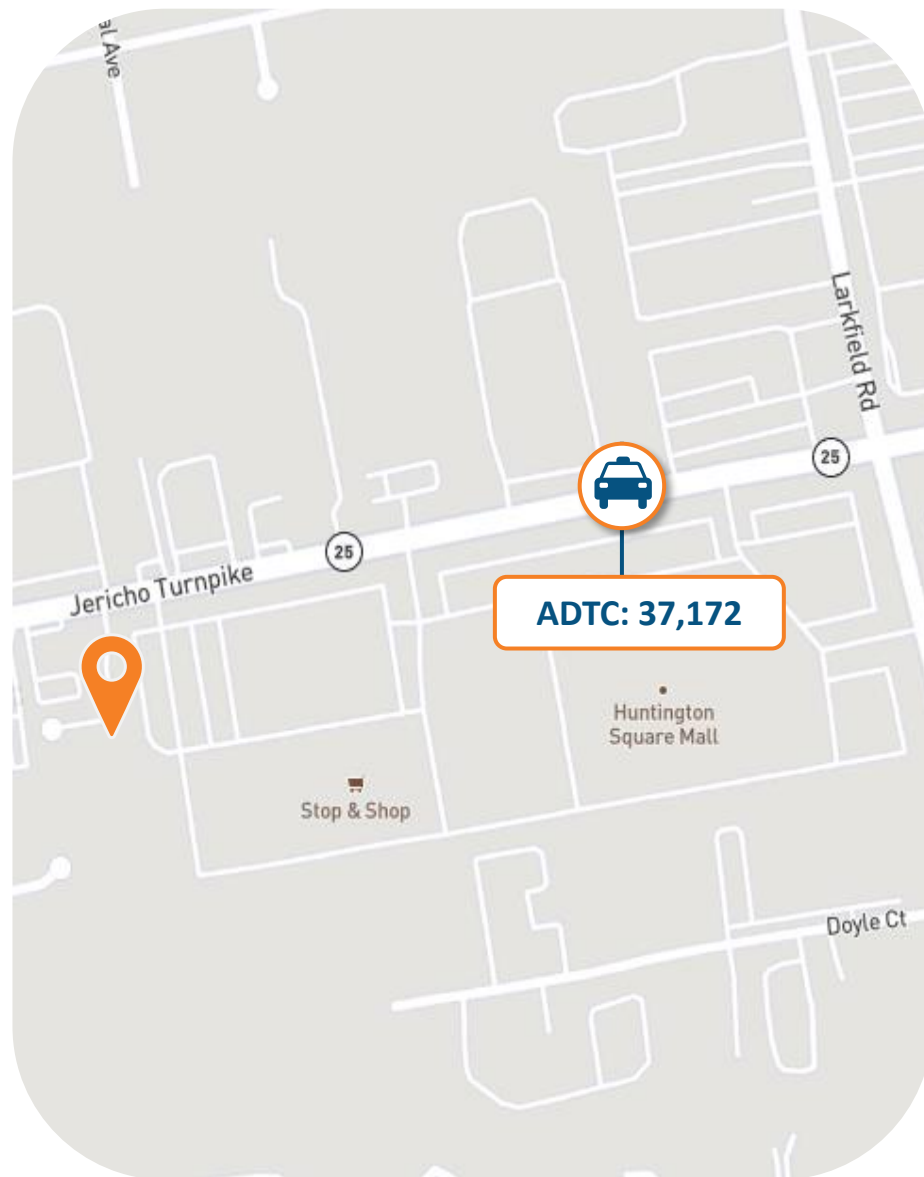 al Ave
Larkfield Rd
25
25
Jericho Turnpike
ADTC: 37,172
Huntington
Square Mall
Stop & Shop
Doyle Ct